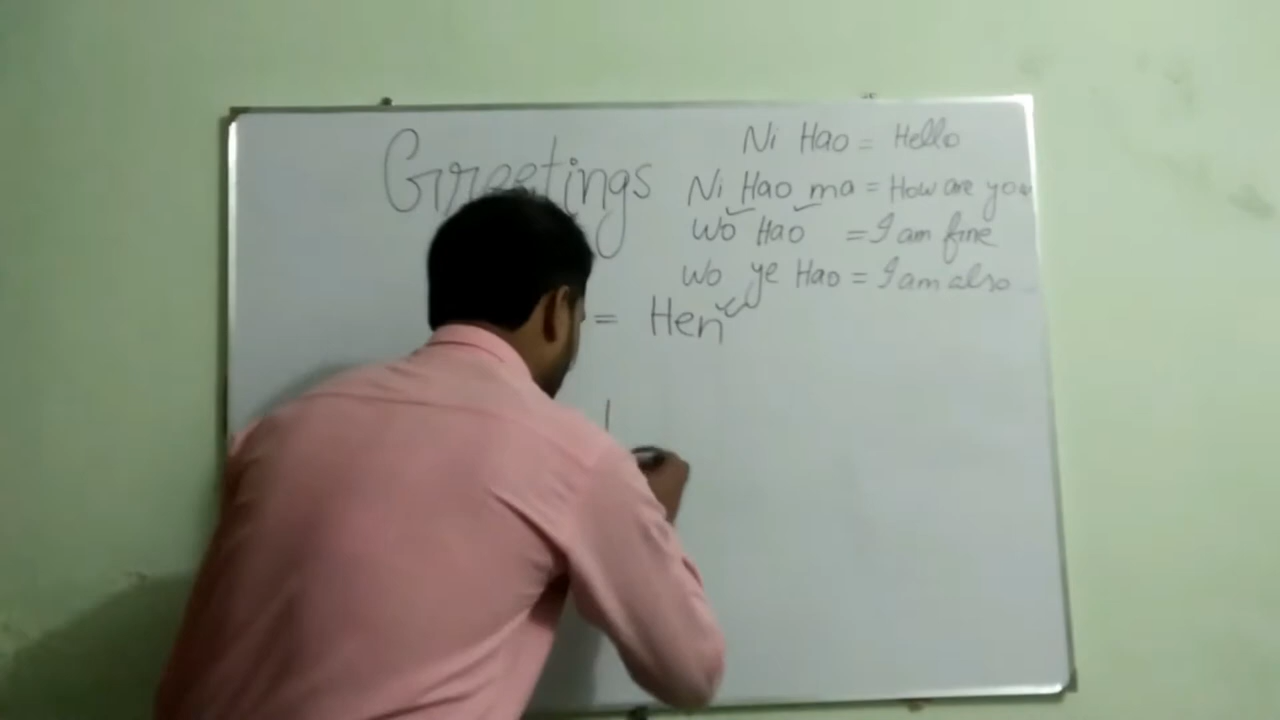 Greetings
Ni Hao = Hello
Ni Hao ma = How are you
Wo Hao = I am fine
Wo ye Hao = I am also
= Hen